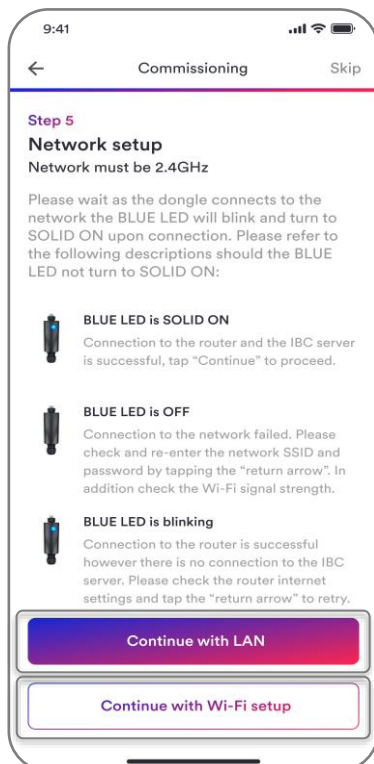 9:41
Commissioning
Skip
Step 5
Network setup
Network must be 2.4GHz
Please wait as the dongle connects to the
network the BLUE LED will blink and turn to
SOLID ON upon connection. Please refer to
the following descriptions should the BLUE
LED not turn to SOLID ON:
BLUE LED is SOLID ON
Connection to the router and the IBC server
is successful, tap “Continue” to proceed.
BLUE LED is OFF
Connection to the network failed. Please
check and re-enter the network SSID and
password by tapping the “return arrow”. In
addition check the Wi-Fi signal strength.
BLUE LED is blinking
Connection to the router is successful
however there is no connection to the IBC
server. Please check the router internet
settings and tap the “return arrow” to retry.
Continue with LAN
Continue with Wi-Fi setup